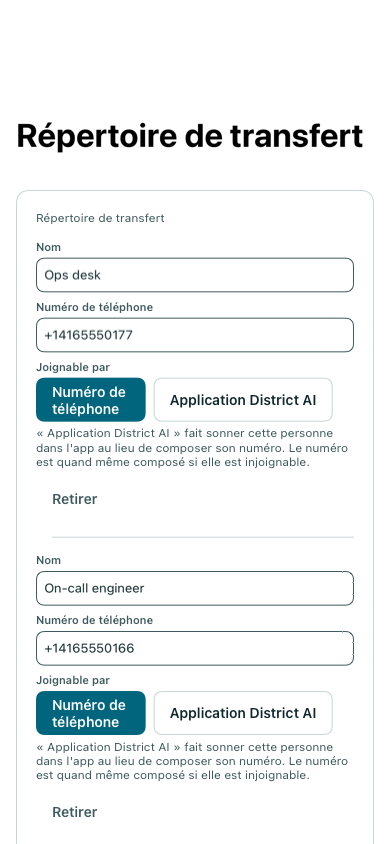 Répertoire de transfert
Répertoire de transfert
Nom
Ops desk
Numéro de téléphone
+14165550177
Joignable par
Numéro de
téléphone
Application District AI
« Application District AI » fait sonner cette personne
dans l'app au lieu de composer son numéro. Le numéro
est quand même composé si elle est injoignable.
Retirer
Nom
On-call engineer
Numéro de téléphone
+14165550166
Joignable par
Numéro de
téléphone
Application District AI
« Application District AI » fait sonner cette personne
dans l'app au lieu de composer son numéro. Le numéro
est quand même composé si elle est injoignable.
Retirer